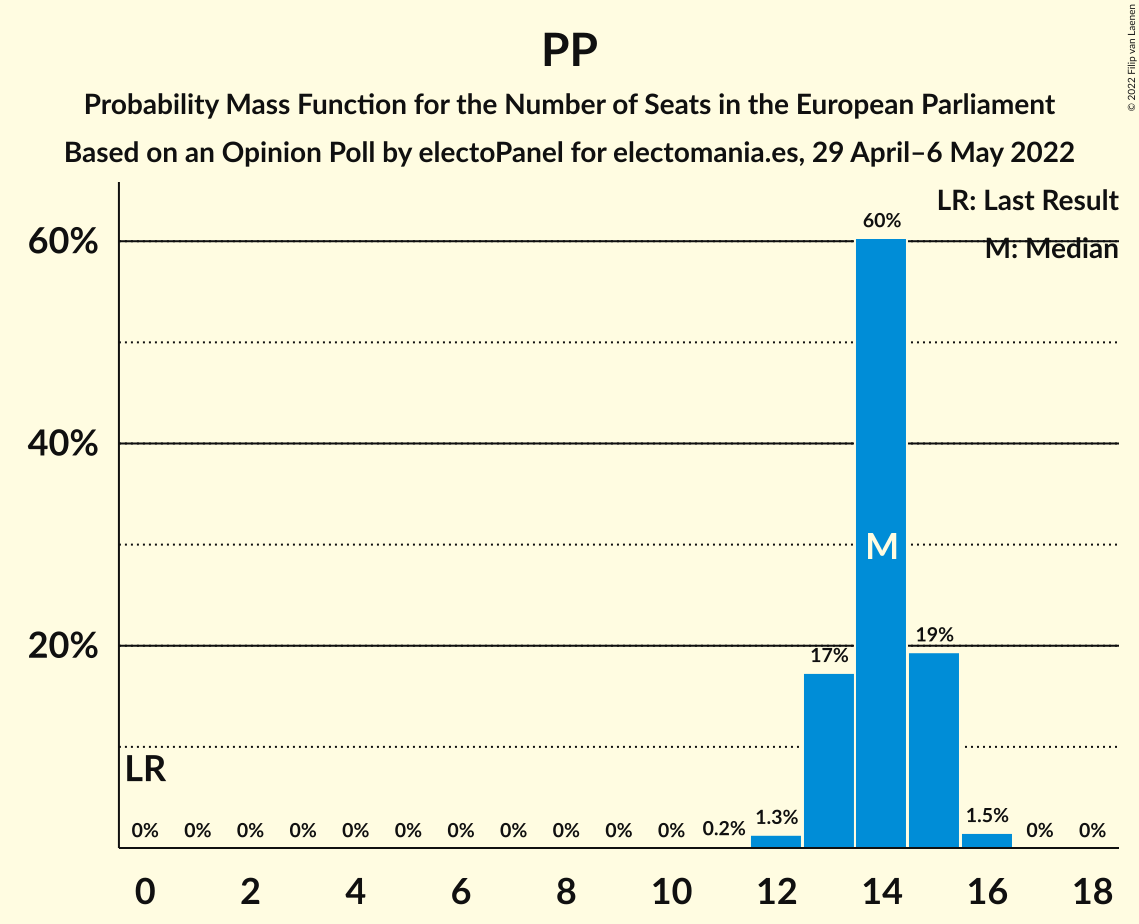 PP
Probability Mass Function for the Number of Seats in the European Parliament
Based on an Opinion Poll by electoPanel for electomania.es, 29 April–6 May 2022
© 2022 Filip van Laenen
LR: Last Result
M: Median
60%
40%
20%
60%
M
19%
17%
LR
0% 0% 0% 0% 0% 0% 0% 0% 0% 0% 0% 0.2% 1.3% 1.5% 0% 0%
0 2 4 6 8 10 12 14 16 18